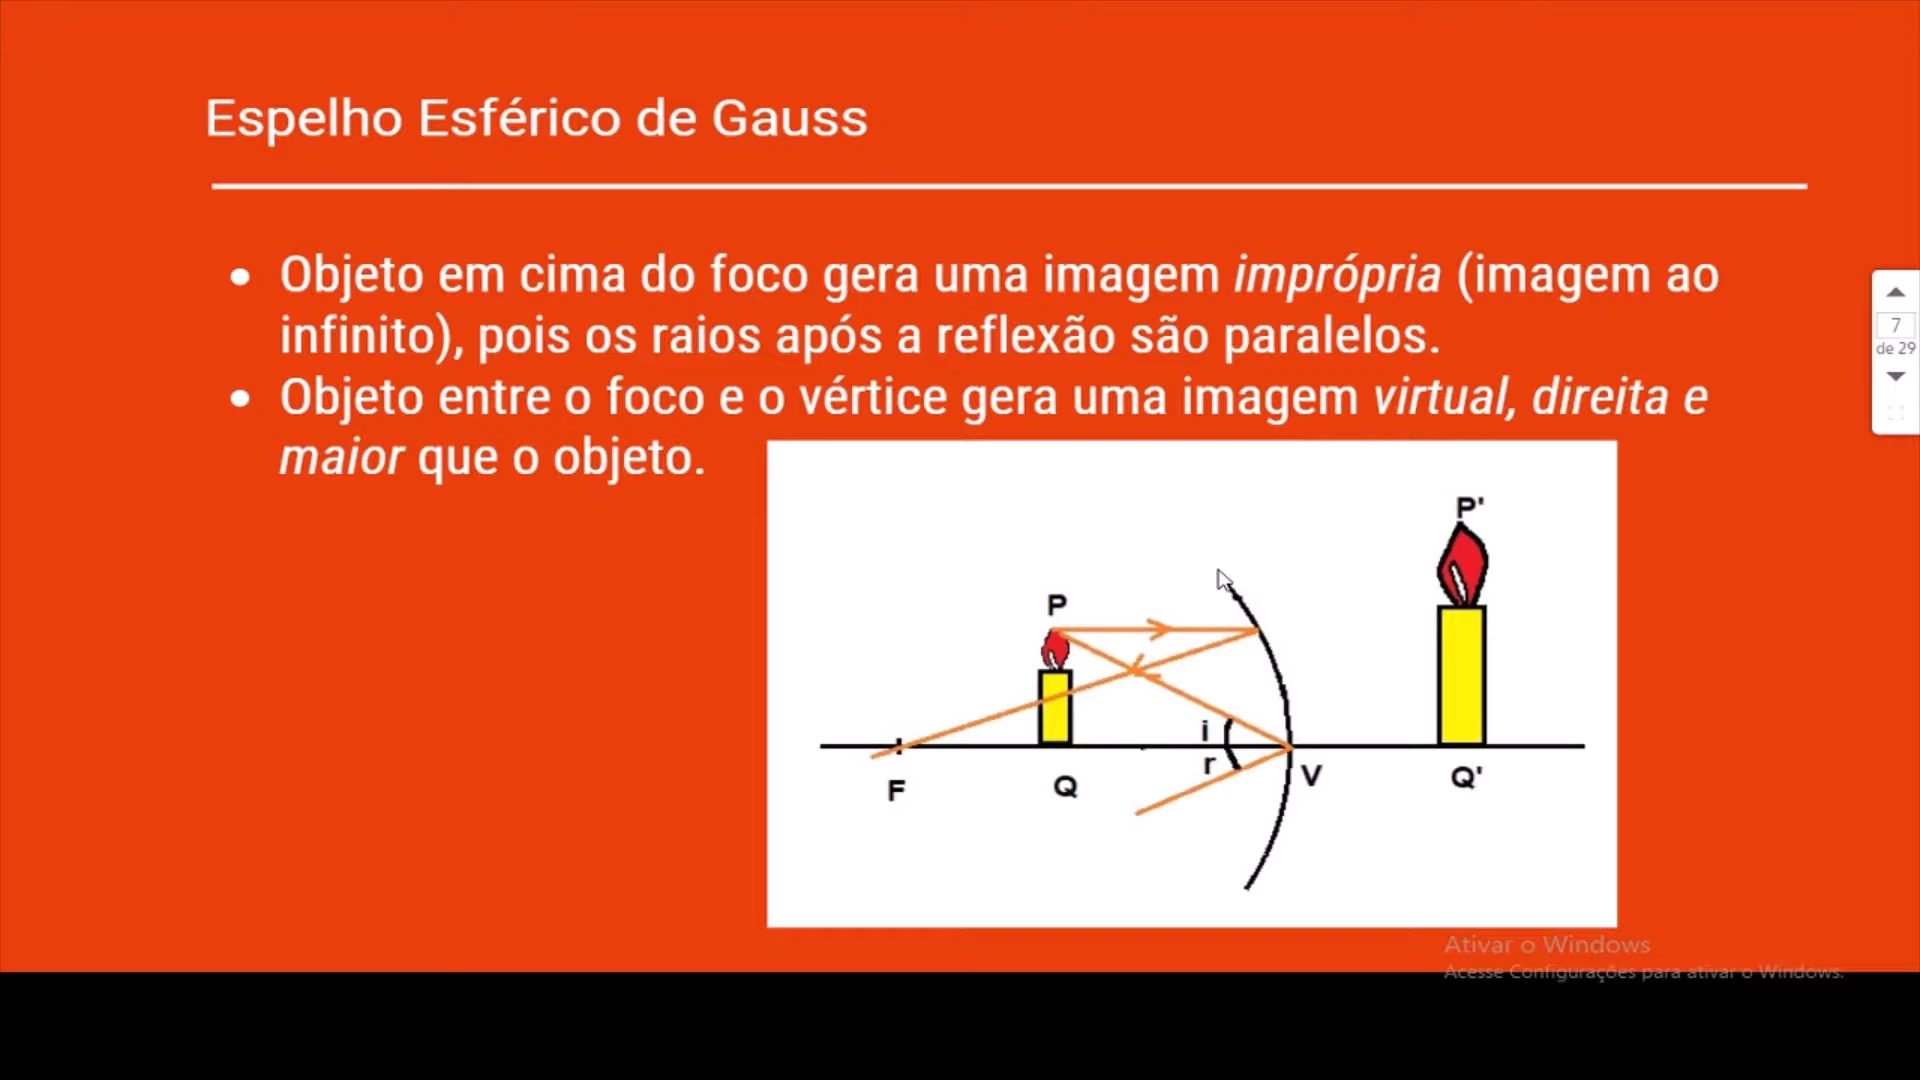 Espelho Esférico de Gauss
• Objeto em cima do foco gera uma imagem imprópria (imagem ao
infinito), pois os raios após a reflexão são paralelos.
• Objeto entre o foco e o vértice gera uma imagem virtual, direita e
maior que o objeto.
7
de 29
P'
P
i
r
F
Q
V
Q'
Ativar o Windows
Acesse Configurações para ativar o Windows.